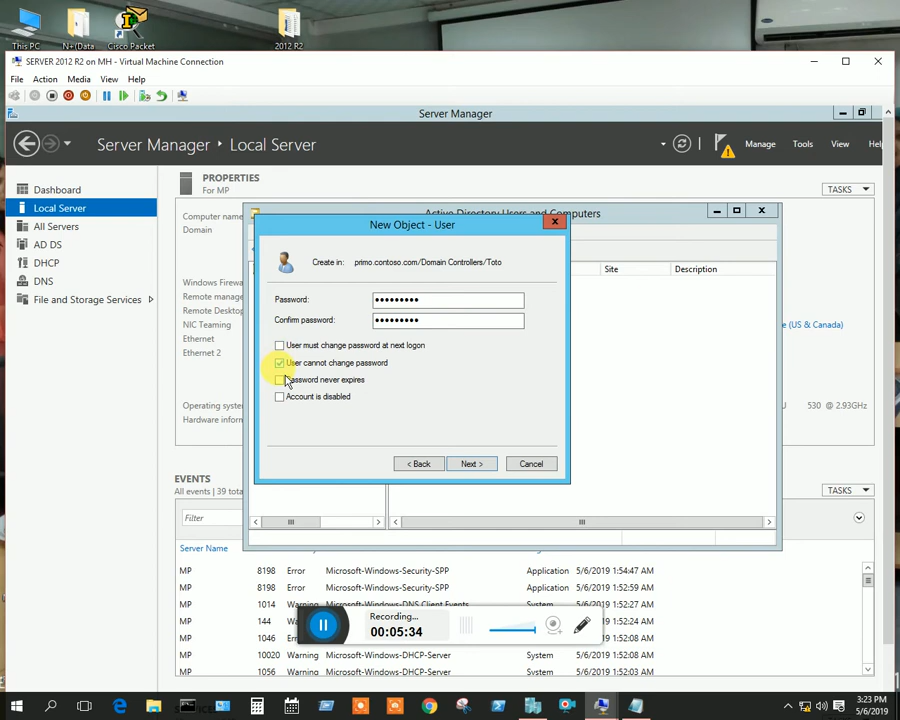 This PC
N+(Data
Cisco Packet
2012 R2
SERVER 2012 R2 on MH - Virtual Machine Connection
File Action Media View Help
Server Manager
Server Manager Local Server
Manage Tools View Help
Dashboard
Local Server
All Servers
AD DS
DHCP
DNS
File and Storage Services
PROPERTIES
For MP
TASKS
Computer name
Domain
Windows Firewa
Remote manage
Remote Desktop
NIC Teaming
Ethernet
Ethernet 2
Operating system
Hardware inform
(US & Canada)
U 530 @ 2.93GHz
Active Directory Users and Computers
Site
Description
New Object - User
Create in: primo.contoso.com/Domain Controllers/Toto
Password: •••••••••
Confirm password: •••••••••
User must change password at next logon
User cannot change password
Password never expires
Account is disabled
< Back
Next >
Cancel
EVENTS
All events | 39 total
TASKS
Filter
Server Name
MP 8198 Error Microsoft-Windows-Security-SPP Application 5/6/2019 1:54:47 AM
MP 8198 Error Microsoft-Windows-Security-SPP Application 5/6/2019 1:52:59 AM
MP 1014 Warning Microsoft-Windows-DNS Client Events System 5/6/2019 1:52:27 AM
MP 144 Warni System 5/6/2019 1:52:08 AM
MP 1046 Error System 5/6/2019 1:52:08 AM
MP 10020 Warning Microsoft-Windows-DHCP-Server System 5/6/2019 1:52:08 AM
MP 1056 Warning Microsoft-Windows-DHCP-Server System 5/6/2019 1:52:03 AM
Recording...
00:05:34
3:23 PM
5/6/2019